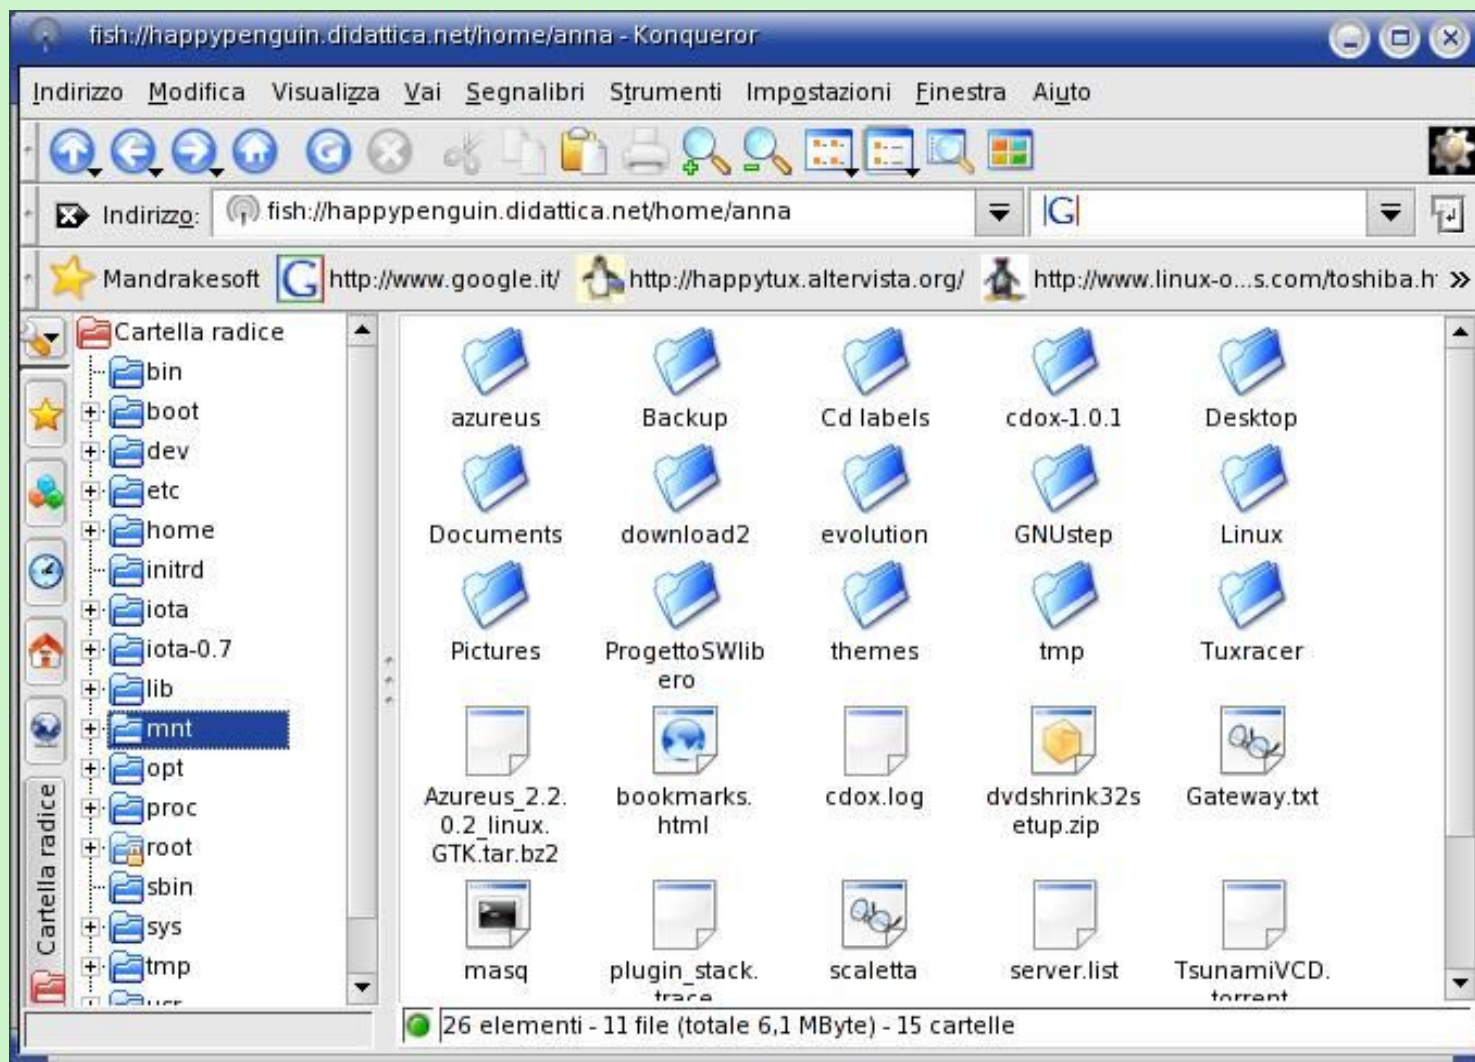 fish://happypenguin.didattica.net/home/anna - Konqueror
Indirizzo Modifica Visualizza Vai Segnalibri Strumenti Impostazioni Finestra Aiuto
Indirizzo: fish://happypenguin.didattica.net/home/anna G
Mandrakesoft G http://www.google.it/ http://happytux.altervista.org/ http://www.linux-o...s.com/toshiba.h »
Cartella radice
bin
boot
dev
etc
home
initrd
iota
iota-0.7
lib
mnt
opt
proc
root
sbin
sys
tmp
usr
Cartella radice
azureus Backup Cd labels cdox-1.0.1 Desktop
Documents download2 evolution GNUstep Linux
Pictures ProgettoSWlib themes tmp Tuxracer
ero
Azureus_2.2. bookmarks. cdox.log dvdshrink32s Gateway.txt
0.2_linux. html etup.zip
GTK.tar.bz2
masq plugin_stack. scaletta server.list TsunamiVCD.
trace torrent
26 elementi - 11 file (totale 6,1 MByte) - 15 cartelle